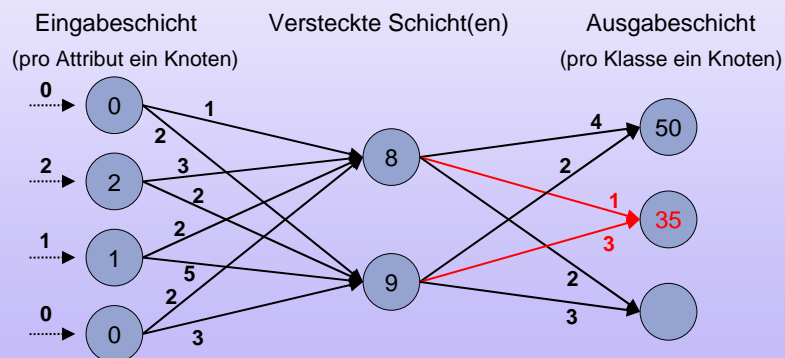 Eingabeschicht Versteckte Schicht(en) Ausgabeschicht
(pro Attribut ein Knoten) (pro Klasse ein Knoten)
0 0 1 4 50
2 2
2 2 3 8
2
1 1 2 1 35
5 3
9
0 0 2 2
3 3